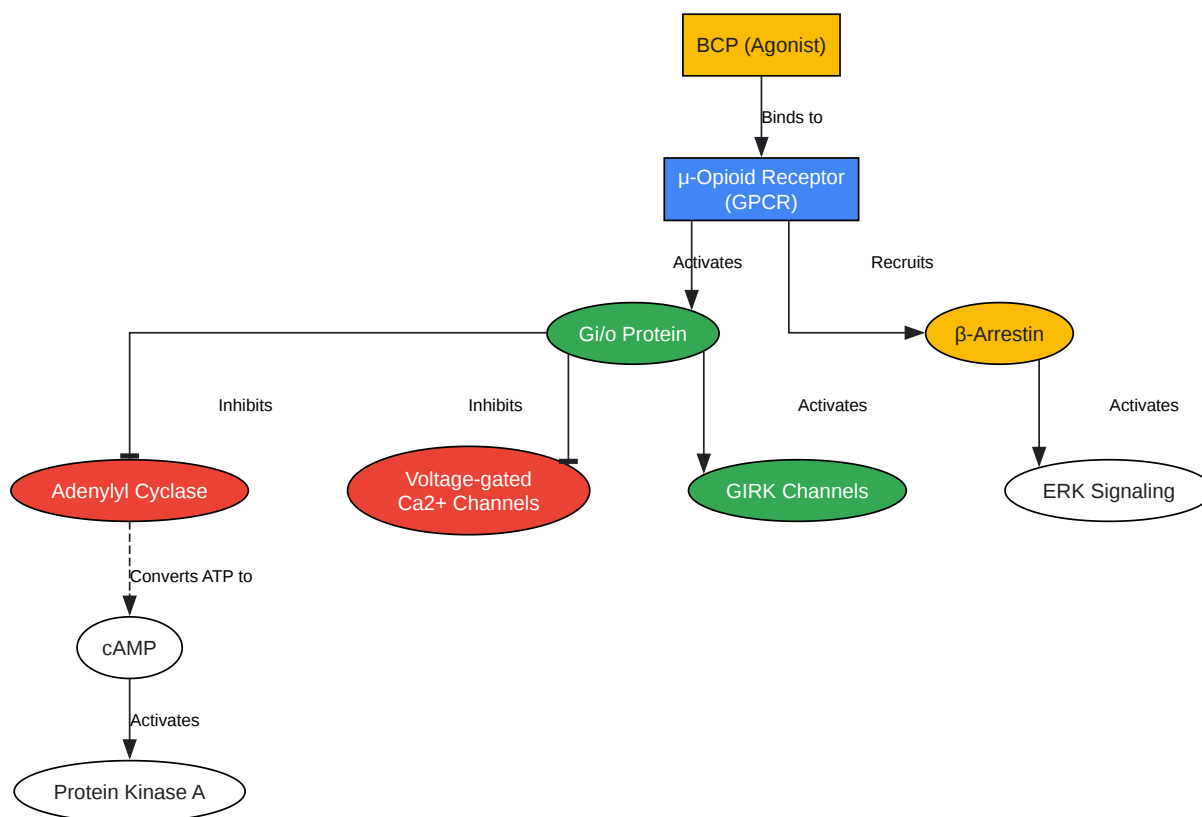 BCP (Agonist)
Binds to
μ-Opioid Receptor
(GPCR)
Activates
Recruits
Gi/o Protein
β-Arrestin
Inhibits
Inhibits
Activates
Activates
Adenylyl Cyclase
Voltage-gated
Ca2+ Channels
GIRK Channels
ERK Signaling
Converts ATP to
cAMP
Activates
Protein Kinase A